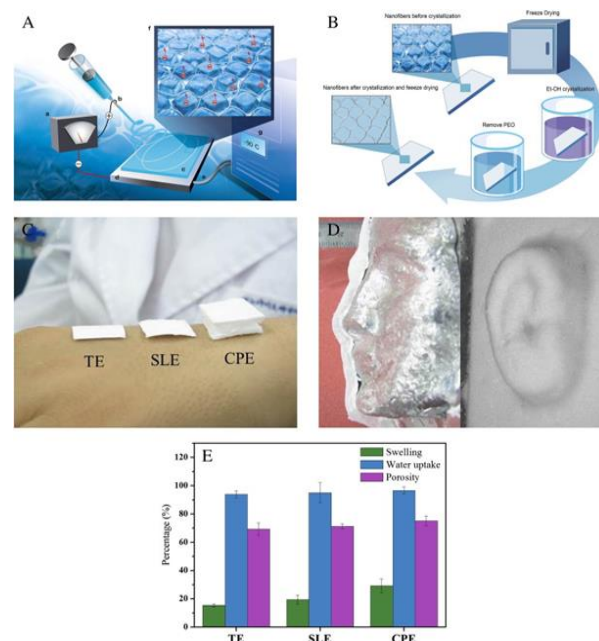 A
f
b
a
g
-90 C
c
e
d
B
Nanofibers before crystallization
Freeze Drying
Nanofibers after crystallization and freeze drying
Et-OH crystallization
Remove PEO
C
TE
SLE
CPE
D
E
Swelling
Water uptake
Porosity
Percentage (%)
120
100
80
60
40
20
0
TE
SLE
CPE